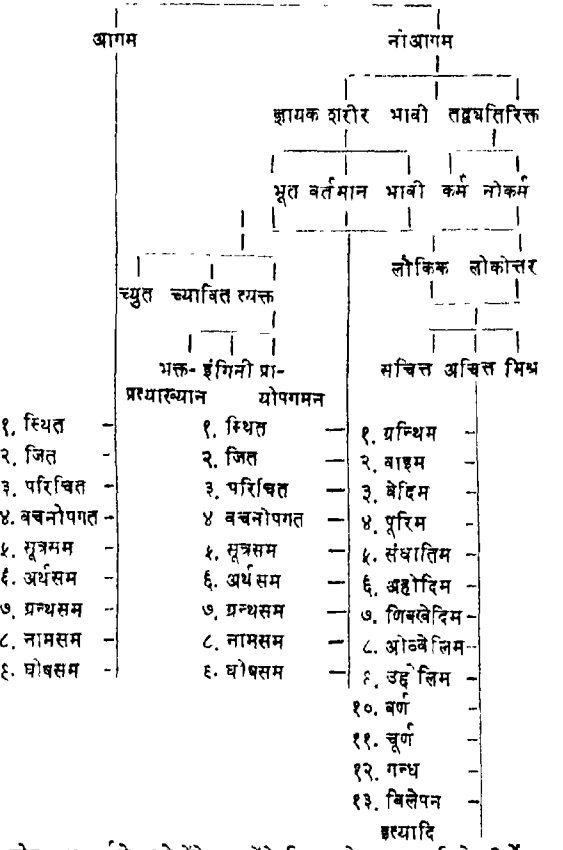 आगम नोआगम
ज्ञायक शरीर भावी तद्वयतिरिक्त
भूत वर्तमान भावी कर्म नोकर्म
लौकिक लोकोत्तर
च्युत च्यावित त्यक्त
भक्त- इंगिनी प्रा- सचित्त अचित्त मिश्र
प्रत्याख्यान योपगमन
१. स्थित
२. जित
३. परिचित
४. वचनोपगत
५. सूत्रमम
६. अर्थसम
७. ग्रन्थसम
८. नामसम
९. घोषसम
१. स्थित
२. जित
३. परिचित
४ वचनोपगत
५. सूत्रसम
६. अर्थसम
७. ग्रन्थसम
८. नामसम
९. घोषसम
१. ग्रन्थिम
२. वाइम
३. वेदिम
४. पूरिम
५. संघातिम
६. अहोदिम
७. णिक्खेदिम
८. ओव्वेलिम
९. उद्देलिम
१०. वर्ण
११. चूर्ण
१२. गन्ध
१३. विलेपन
इत्यादि